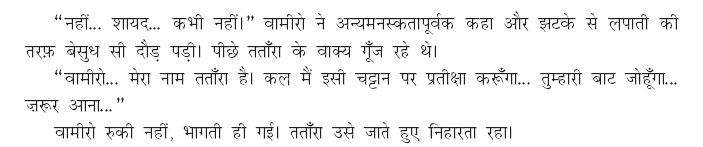 “नहीं... शायद... कभी नहीं।” वामीरो ने अन्यमनस्कतापूर्वक कहा और झटके से लपाती की
तरफ़ बेसुध सी दौड़ पड़ी। पीछे तताँरा के वाक्य गूँज रहे थे।
“वामीरो... मेरा नाम तताँरा है। कल मैं इसी चट्टान पर प्रतीक्षा करूँगा... तुम्हारी बाट जोहूँगा...
ज़रूर आना...”
वामीरो रुकी नहीं, भागती ही गई। तताँरा उसे जाते हुए निहारता रहा।